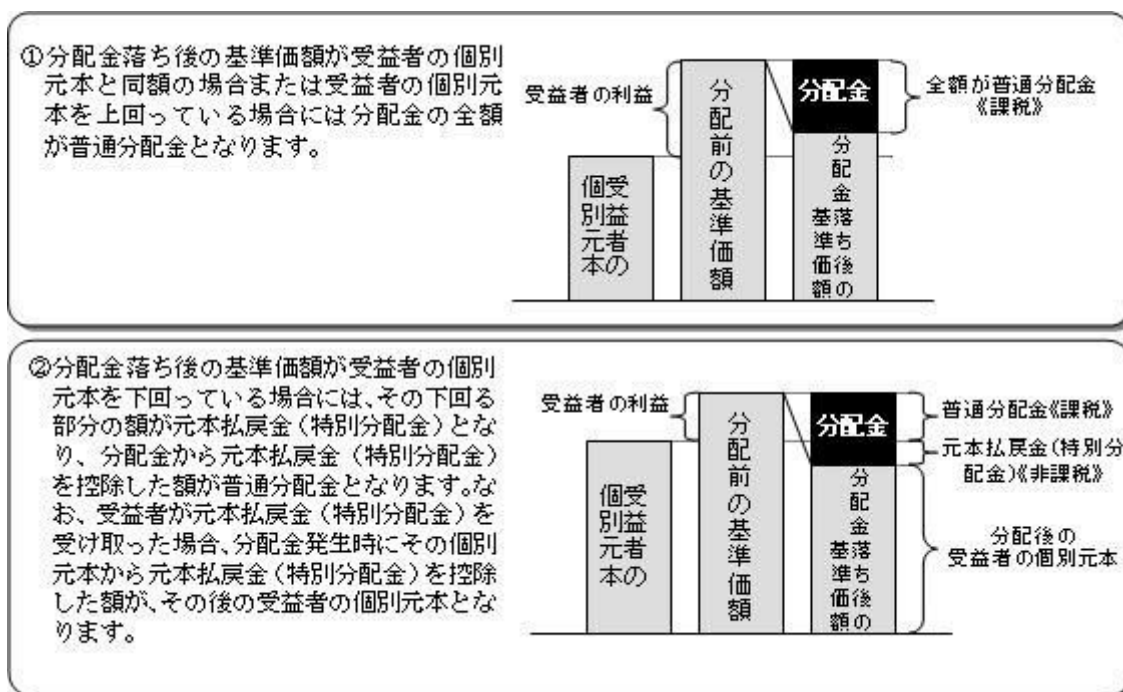 ①分配金落ち後の基準価額が受益者の個別
元本と同額の場合または受益者の個別元
本を上回っている場合には分配金の全額
が普通分配金となります。
受益者の利益
受益者の
個別元本
分配前の基準価額
分配金
分配金落ち後の
基準価額
全額が普通分配金
《課税》
②分配金落ち後の基準価額が受益者の個別
元本を下回っている場合には、その下回る
部分の額が元本払戻金（特別分配金）とな
り、分配金から元本払戻金（特別分配金）
を控除した額が普通分配金となります。な
お、受益者が元本払戻金（特別分配金）を
受け取った場合、分配金発生時にその個別
元本から元本払戻金（特別分配金）を控除
した額が、その後の受益者の個別元本とな
ります。
受益者の利益
受益者の
個別元本
分配前の基準価額
分配金
分配金落ち後の
基準価額
普通分配金《課税》
元本払戻金（特別分
配金）《非課税》
分配後の
受益者の個別元本